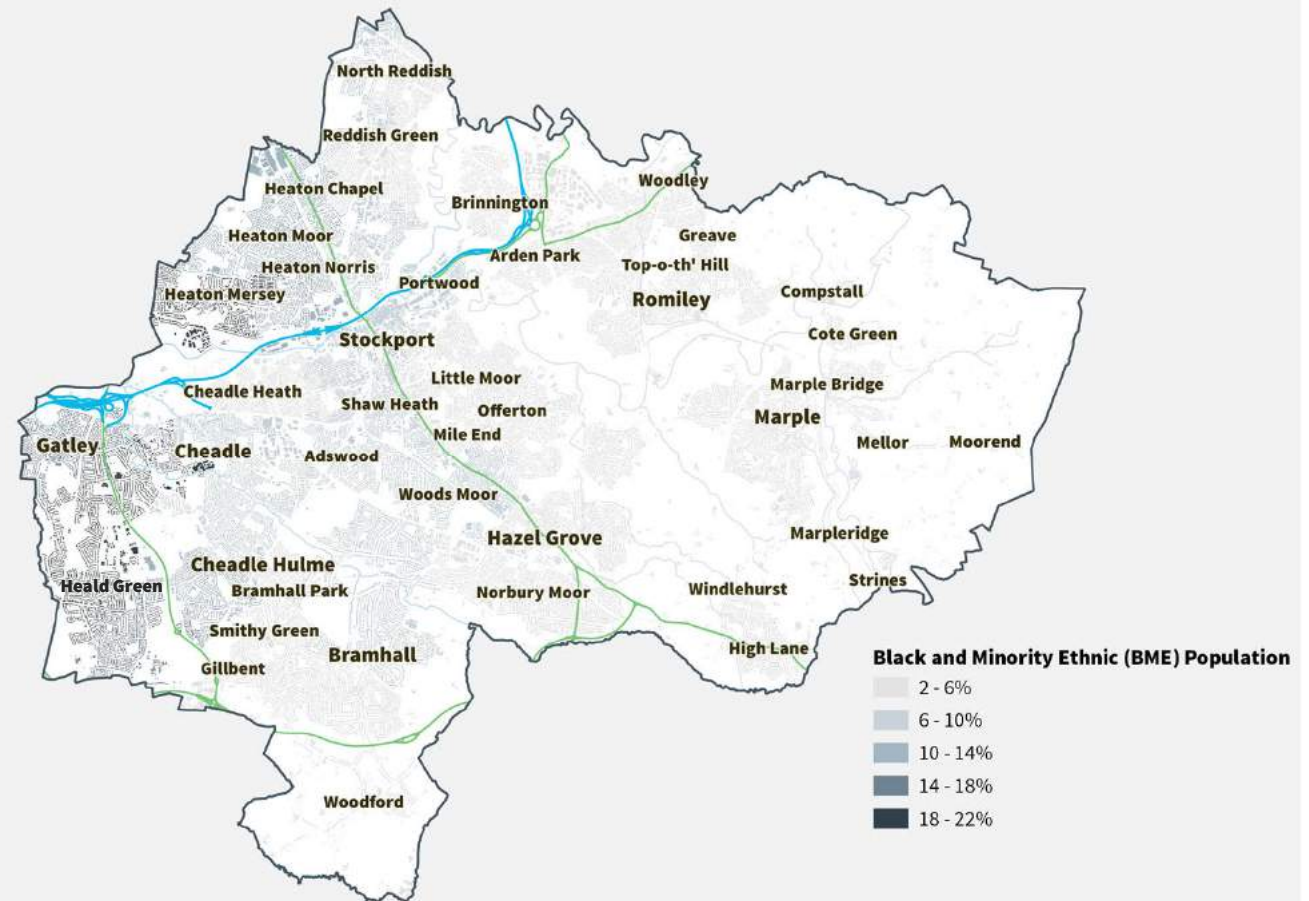 North Reddish
Reddish Green
Heaton Chapel
Woodley
Brinnington
Heaton Moor
Greave
Arden Park
Top-o-th' Hill
Heaton Norris
Portwood
Heaton Mersey
Compstall
Romiley
Cote Green
Stockport
Little Moor
Marple Bridge
Cheadle Heath
Shaw Heath
Offerton
Marple
Mile End
Gatley
Cheadle
Adswood
Mellor
Moorend
Woods Moor
Hazel Grove
Marpleridge
Cheadle Hulme
Strines
Heald Green
Bramhall Park
Norbury Moor
Windlehurst
Smithy Green
High Lane
Bramhall
Gillbent
Woodford
Black and Minority Ethnic (BME) Population
2 - 6%
6 - 10%
10 - 14%
14 - 18%
18 - 22%